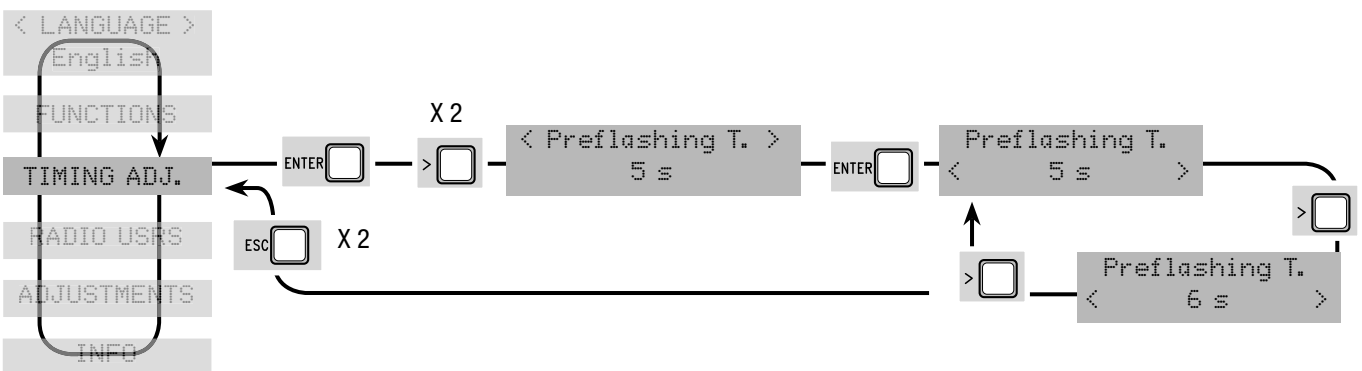 < LANGUAGE >
English
FUNCTIONS
TIMING ADJ.
RADIO USRS
ADJUSTMENTS
INFO
ENTER
X 2
>
< Preflashing T. >
5 s
ENTER
Preflashing T.
< 5 s >
>
Preflashing T.
< 6 s >
>
ESC
X 2